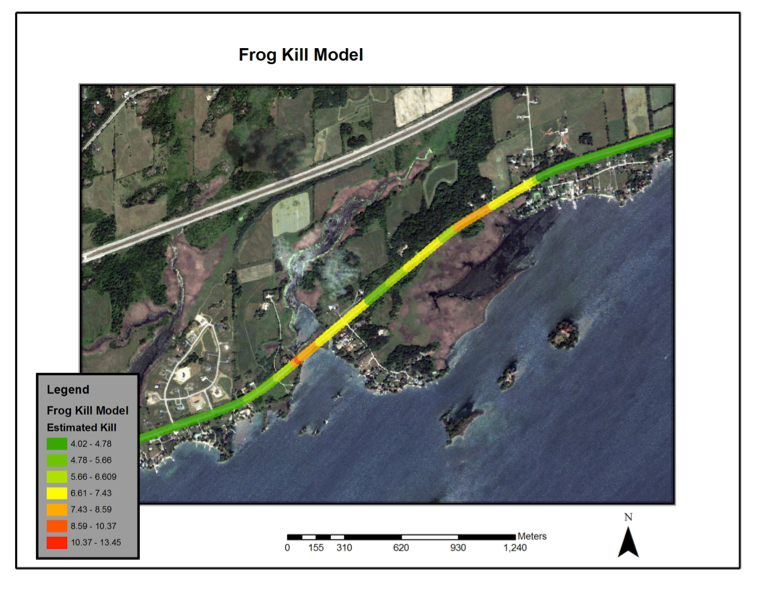 Frog Kill Model
Legend
Frog Kill Model
Estimated Kill
4.02 - 4.78
4.78 - 5.66
5.66 - 6.609
6.61 - 7.43
7.43 - 8.59
8.59 - 10.37
10.37 - 13.45
Meters
0 155 310 620 930 1,240
N